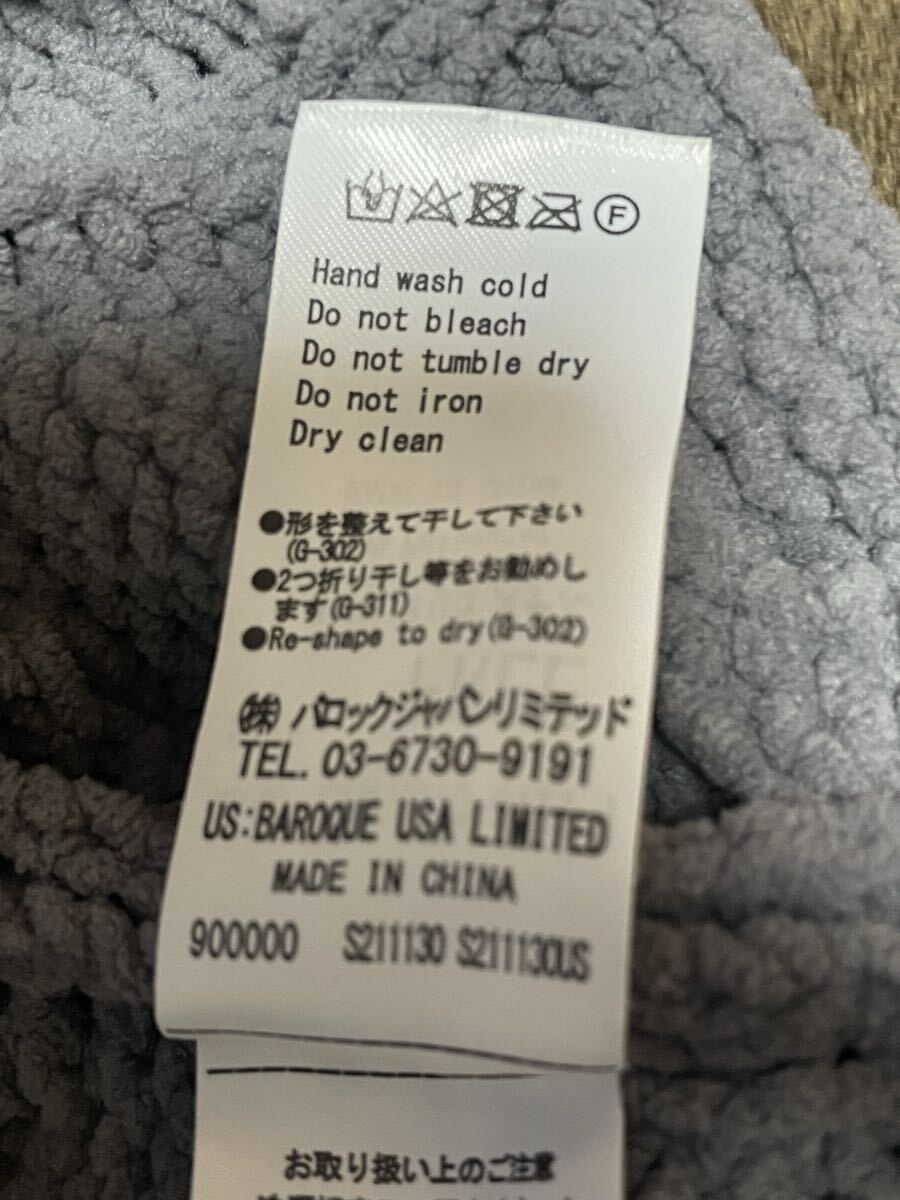 F
Hand wash cold
Do not bleach
Do not tumble dry
Do not iron
Dry clean
●形を整えて干して下さい
(G-302)
●2つ折り干し等をお勧めし
ます(G-311)
●Re-shape to dry(G-302)
㈱バロックジャパンリミテッド
TEL. 03-6730-9191
US:BAROQUE USA LIMITED
MADE IN CHINA
900000 S211130 S211130US
お取り扱い上のご注意